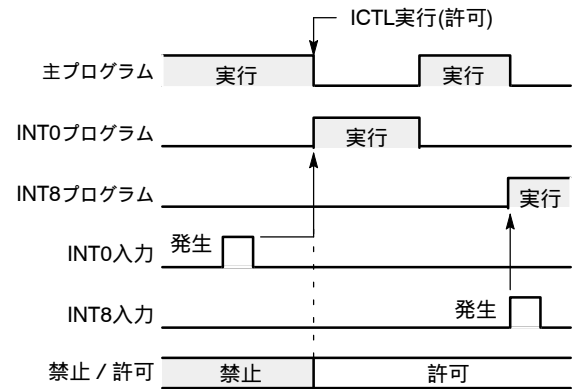 ICTL実行(許可)
主プログラム 実行 実行
INT0プログラム 実行
INT8プログラム 実行
INT0入力 発生
INT8入力 発生
禁止 / 許可 禁止 許可